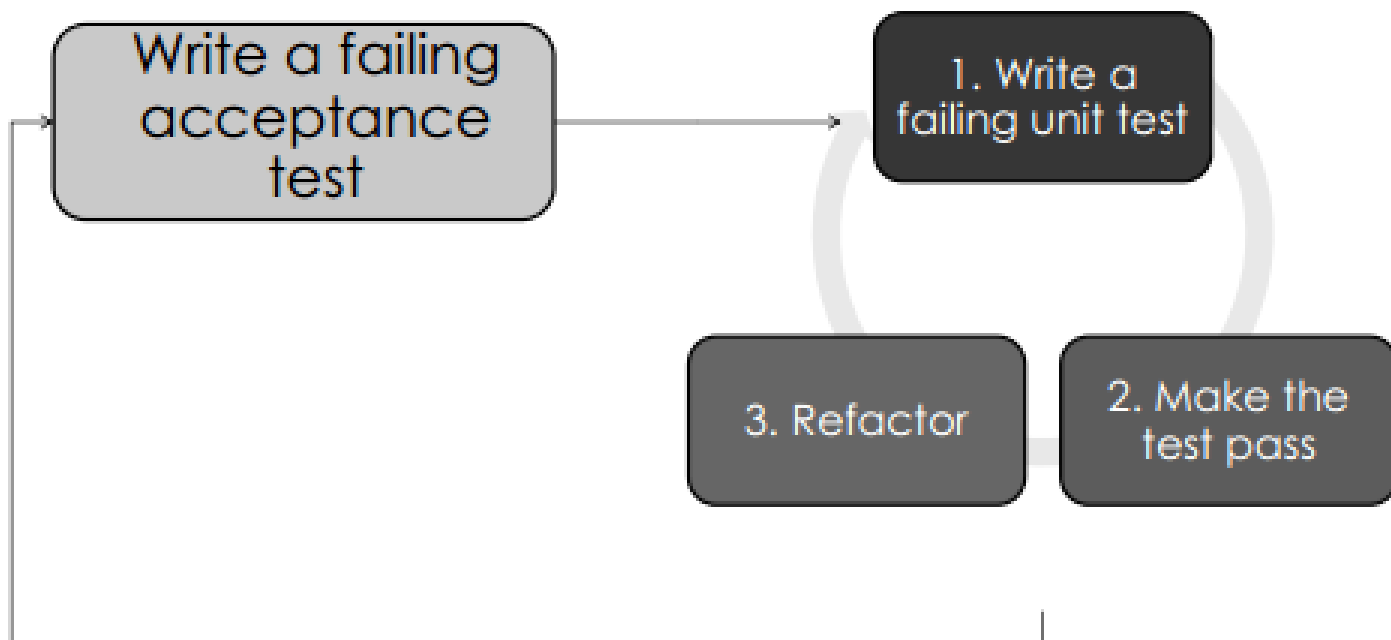 Write a failing
acceptance
test
1. Write a
failing unit test
3. Refactor
2. Make the
test pass